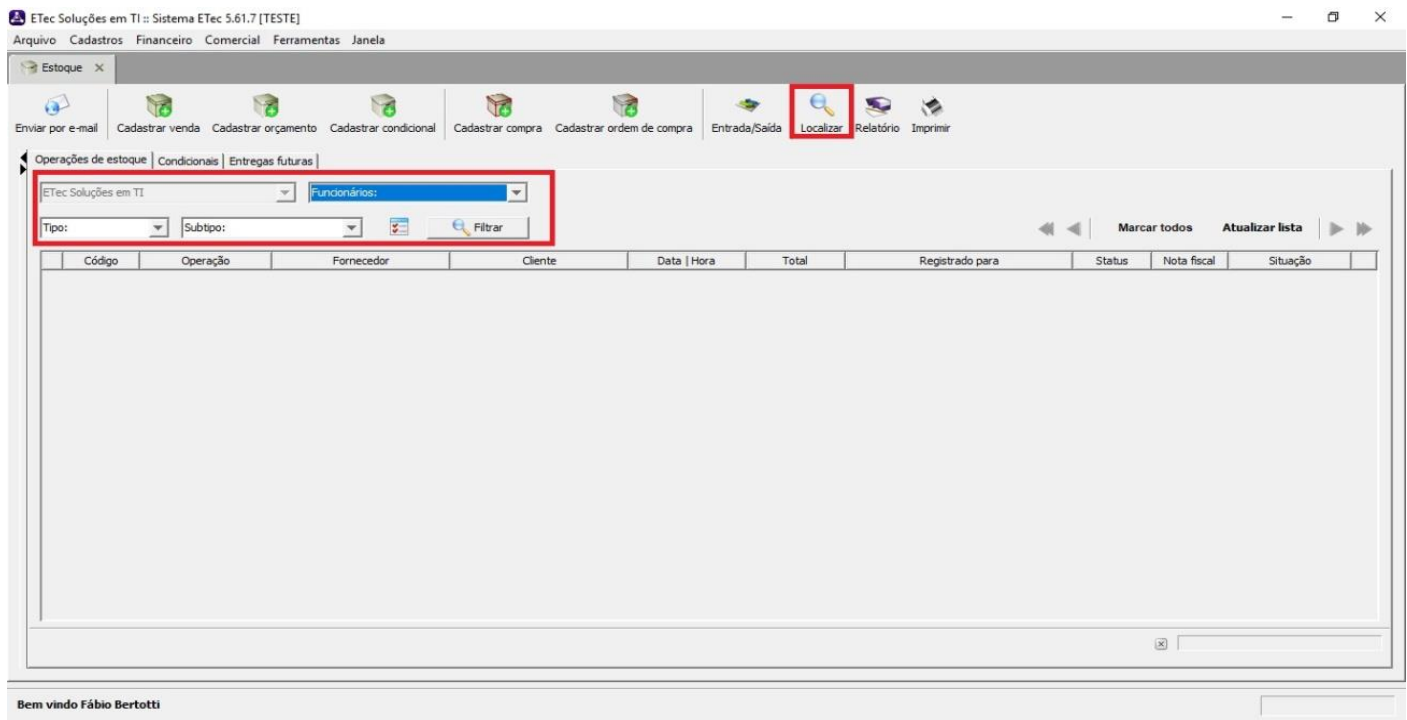 ETec Soluções em TI :: Sistema ETec 5.61.7 [TESTE]
Arquivo Cadastros Financeiro Comercial Ferramentas Janela
Estoque
Enviar por e-mail Cadastrar venda Cadastrar orçamento Cadastrar condicional Cadastrar compra Cadastrar ordem de compra Entrada/Saída Localizar Relatório Imprimir
Operações de estoque Condicionais Entregas futuras
ETec Soluções em TI Funcionários:
Tipo: Subtipo: Filtrar Marcar todos Atualizar lista
Código Operação Fornecedor Cliente Data | Hora Total Registrado para Status Nota fiscal Situação
Bem vindo Fábio Bertotti